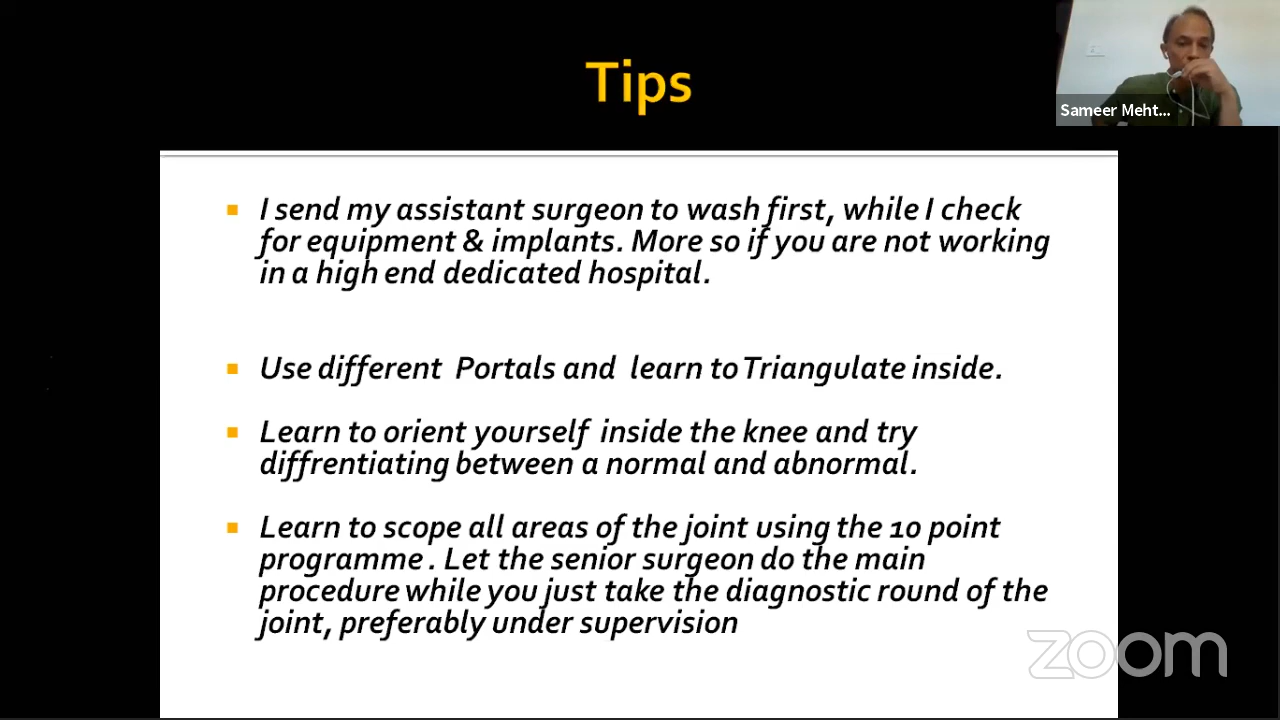 Tips
Sameer Meht...
I send my assistant surgeon to wash first, while I check
for equipment & implants. More so if you are not working
in a high end dedicated hospital.
Use different Portals and learn to Triangulate inside.
Learn to orient yourself inside the knee and try
diffrentiating between a normal and abnormal.
Learn to scope all areas of the joint using the 10 point
programme . Let the senior surgeon do the main
procedure while you just take the diagnostic round of the
joint, preferably under supervision
zoom